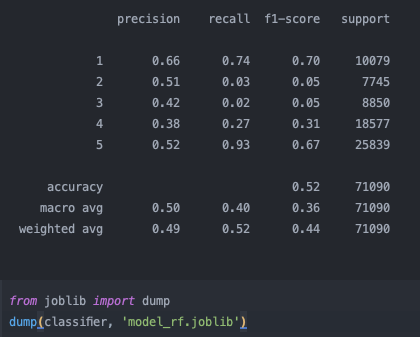 precision recall f1-score support
1 0.66 0.74 0.70 10079
2 0.51 0.03 0.05 7745
3 0.42 0.02 0.05 8850
4 0.38 0.27 0.31 18577
5 0.52 0.93 0.67 25839
accuracy 0.52 71090
macro avg 0.50 0.40 0.36 71090
weighted avg 0.49 0.52 0.44 71090
from joblib import dump
dump(classifier, 'model_rf.joblib')